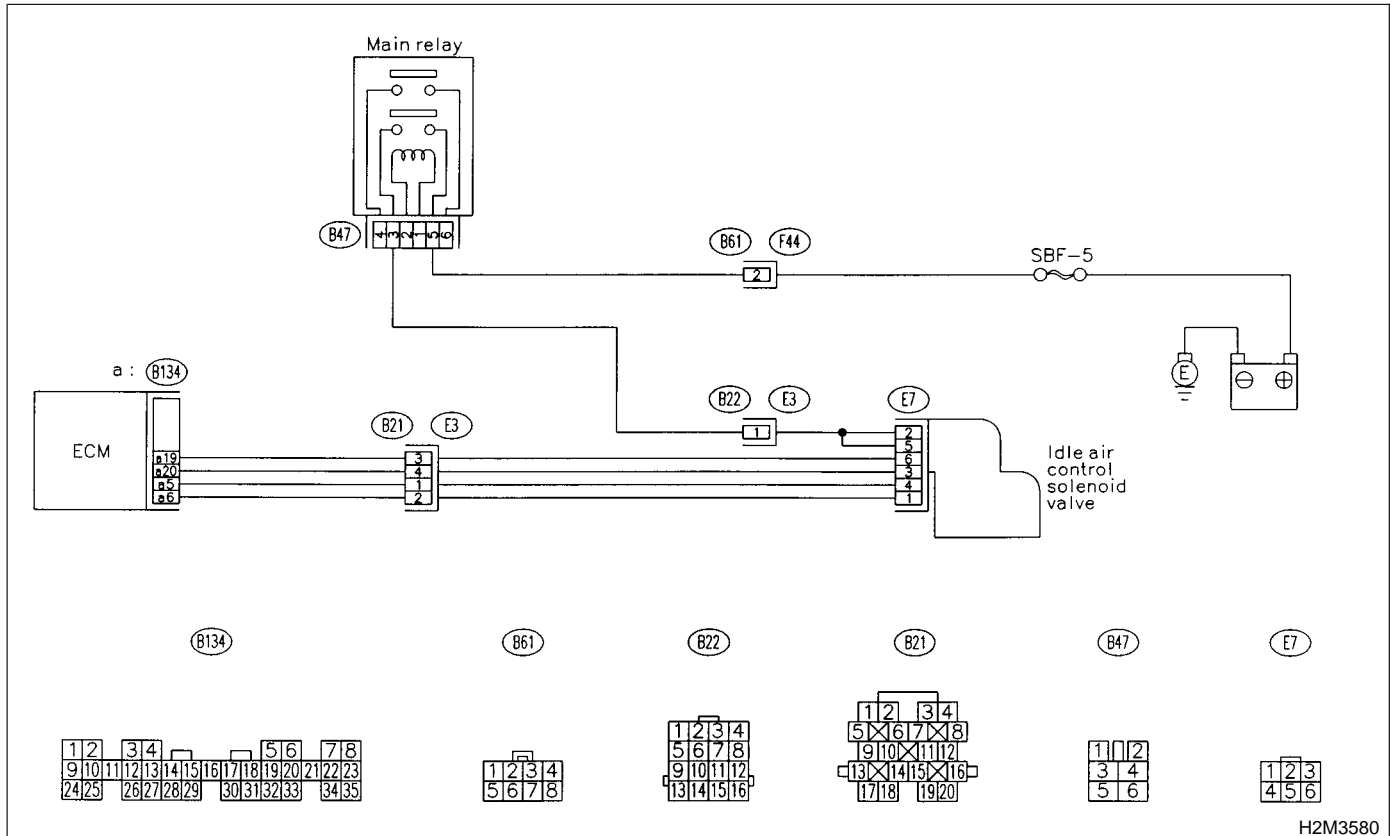 Main relay
B47
4 3 2 1 5 6
B61 F44
2
SBF-5
E
⊖ ⊕
a : B134
ECM
a19
a20
a5
a6
B21 E3
3
4
1
2
B22 E3
1
E7
2
5
6
3
4
1
Idle air
control
solenoid
valve
B134
1 2 3 4 5 6 7 8
9 10 11 12 13 14 15 16 17 18 19 20 21 22 23
24 25 26 27 28 29 30 31 32 33 34 35
B61
1 2 3 4
5 6 7 8
B22
1 2 3 4
5 6 7 8
9 10 11 12
13 14 15 16
B21
1 2 3 4
5 6 7 8
9 10 11 12
13 14 15 16
17 18 19 20
B47
1 2
3 4
5 6
E7
1 2 3
4 5 6
H2M3580